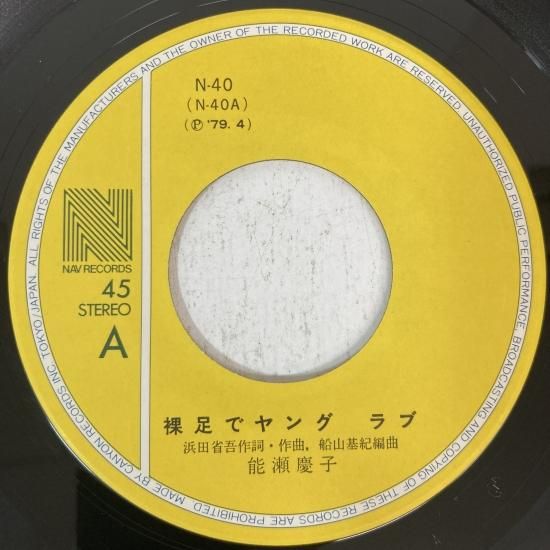 N-40
(N-40A)
(Ⓟ '79. 4)
N
NAV RECORDS
45
STEREO
A
裸足でヤング ラブ
浜田省吾作詞・作曲, 船山基紀編曲
能瀬慶子
MADE BY CANYON RECORDS INC. TOKYO/JAPAN. ALL RIGHTS OF THE MANUFACTURERS AND THE OWNER OF THE RECORDED WORK ARE RESERVED. UNAUTHORIZED PUBLIC PERFORMANCE, BROADCASTING AND COPYING OF THESE RECORDS ARE PROHIBITED.